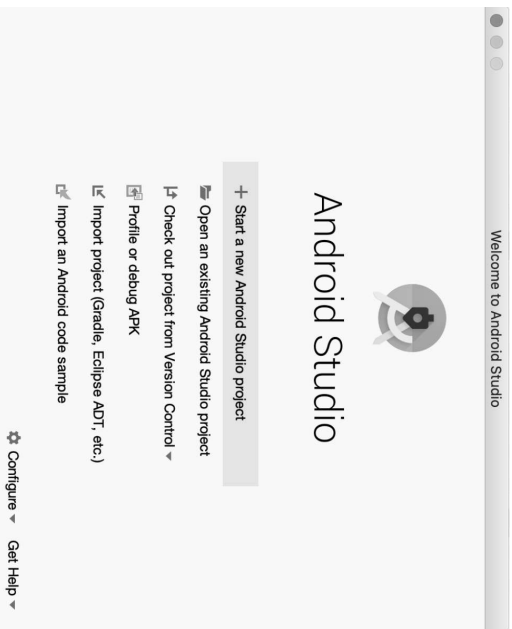 Welcome to Android Studio
Android Studio
Start a new Android Studio project
Open an existing Android Studio project
Check out project from Version Control
Profile or debug APK
Import project (Gradle, Eclipse ADT, etc.)
Import an Android code sample
Configure Get Help